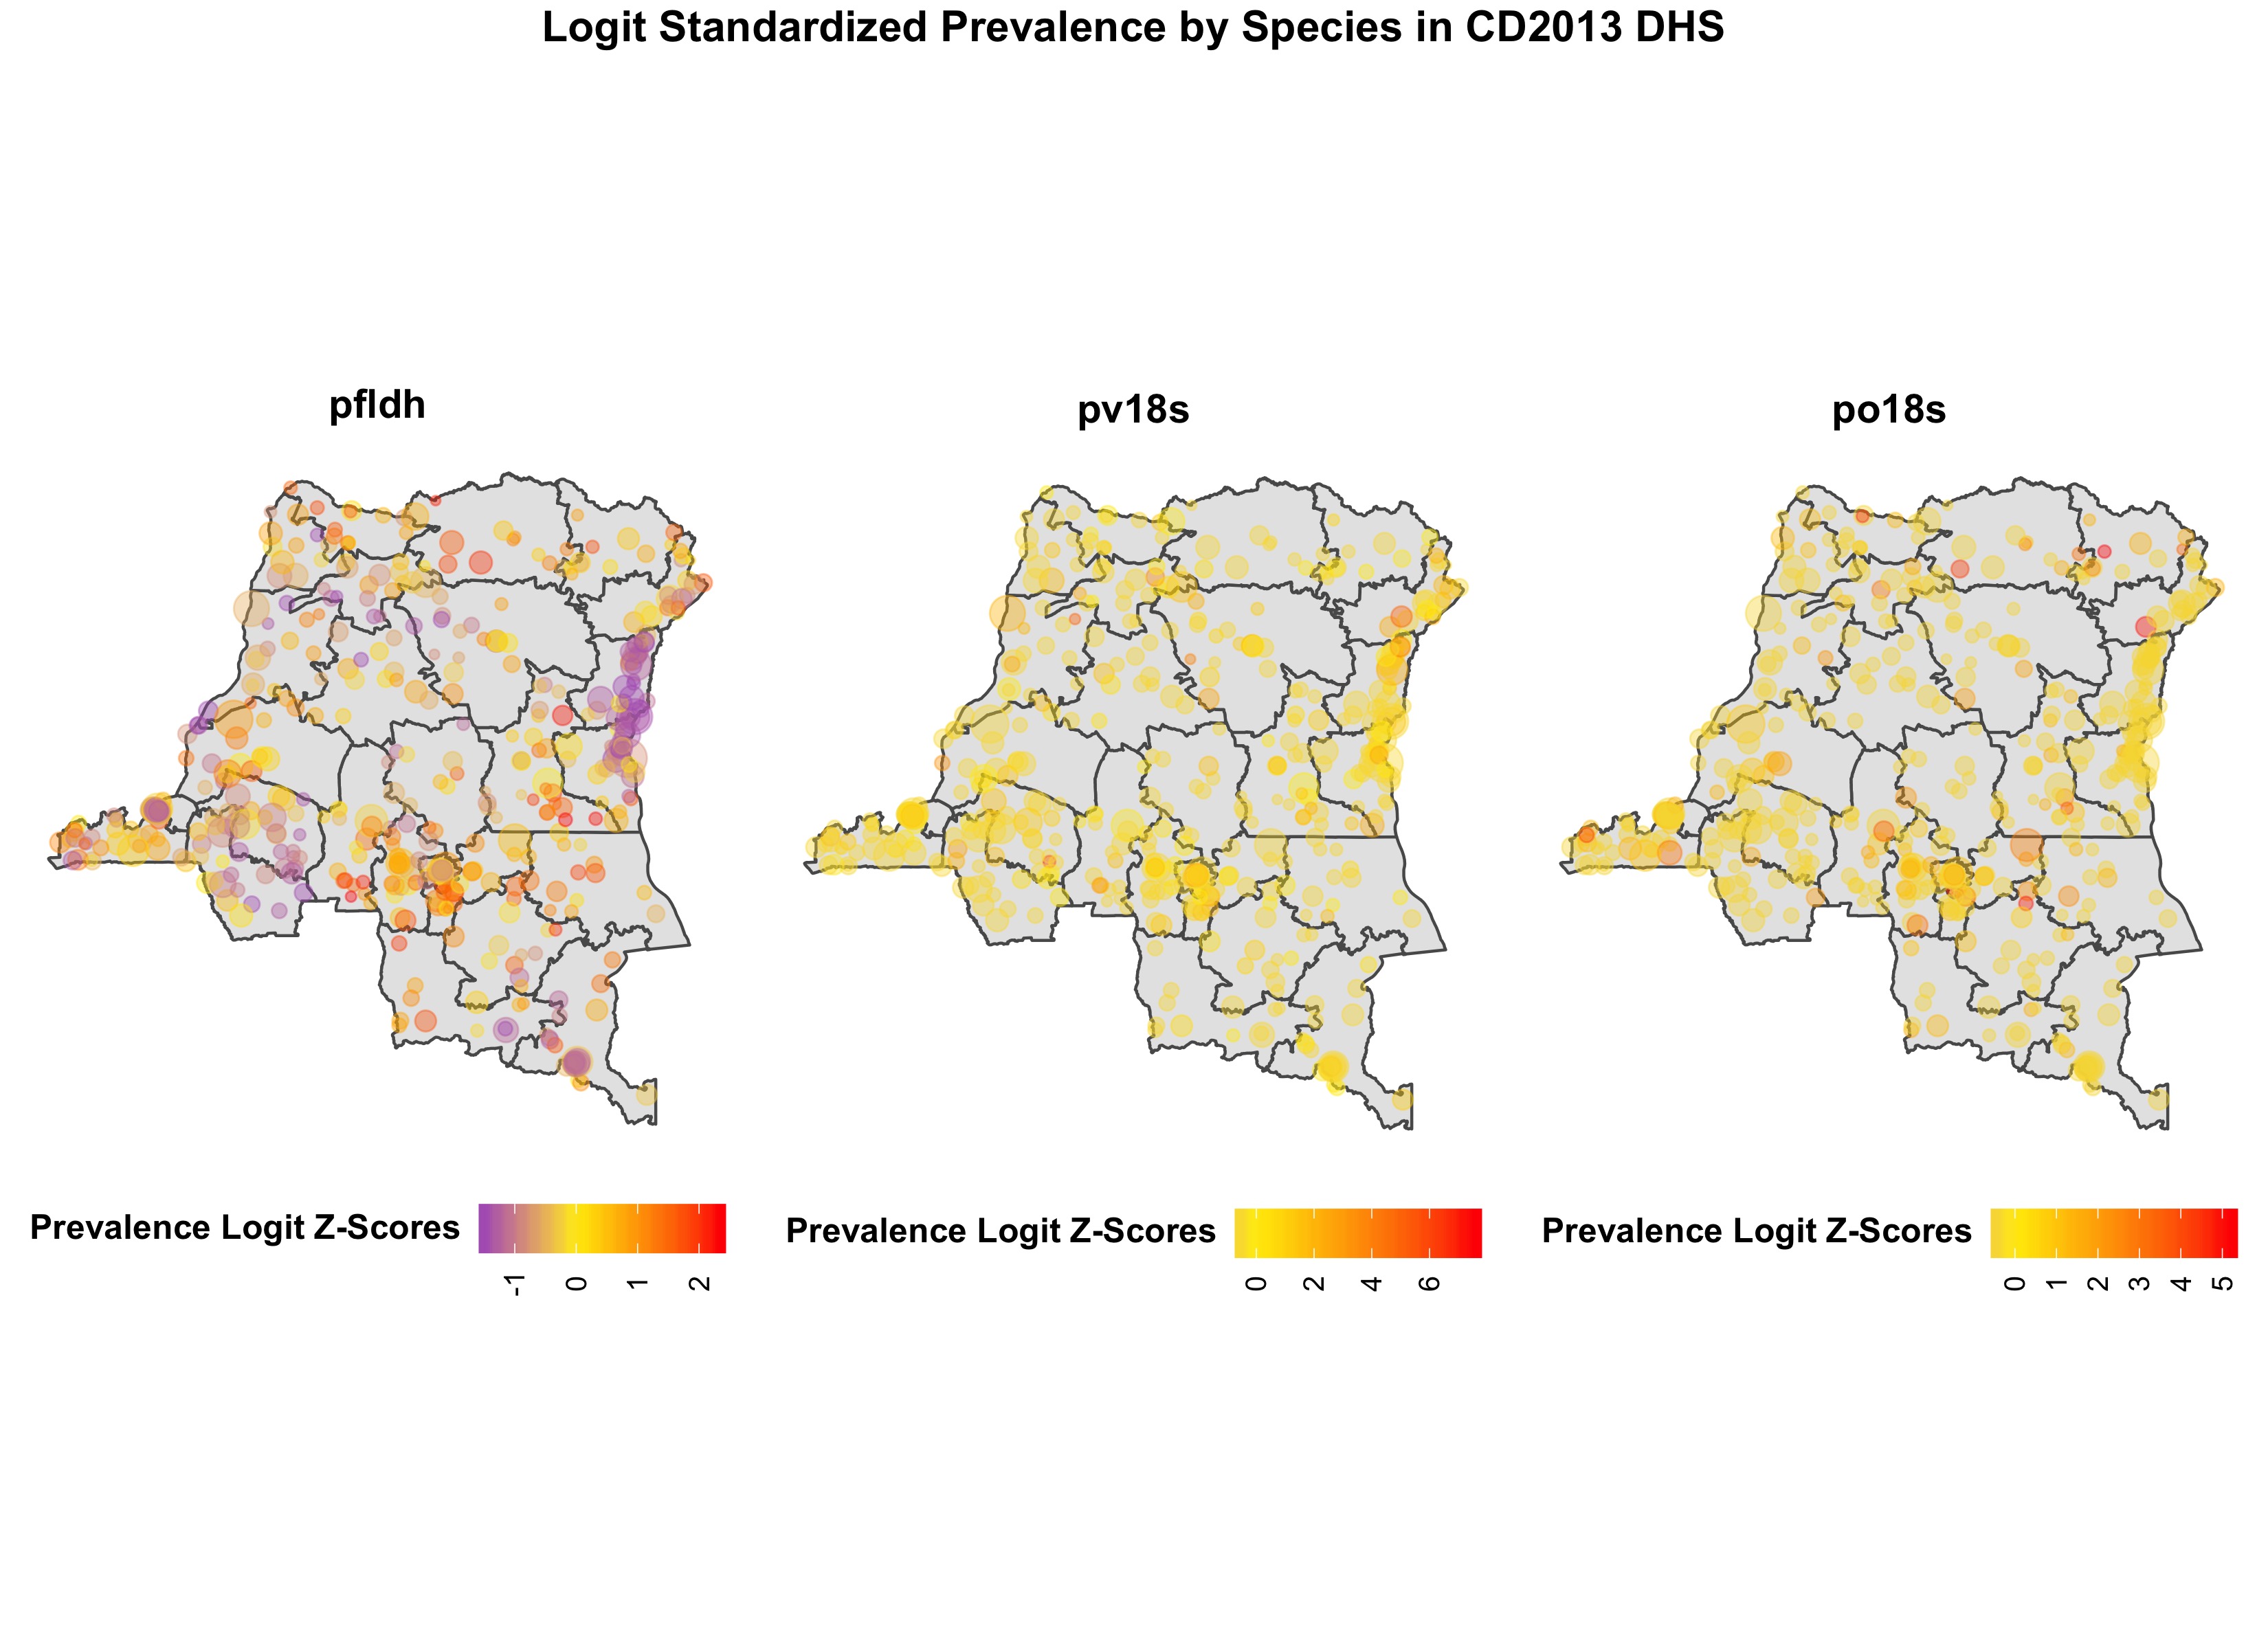 Logit Standardized Prevalence by Species in CD2013 DHS
pfldh
pv18s
po18s
Prevalence Logit Z-Scores
-1 0 1 2
Prevalence Logit Z-Scores
0 2 4 6
Prevalence Logit Z-Scores
0 1 2 3 4 5